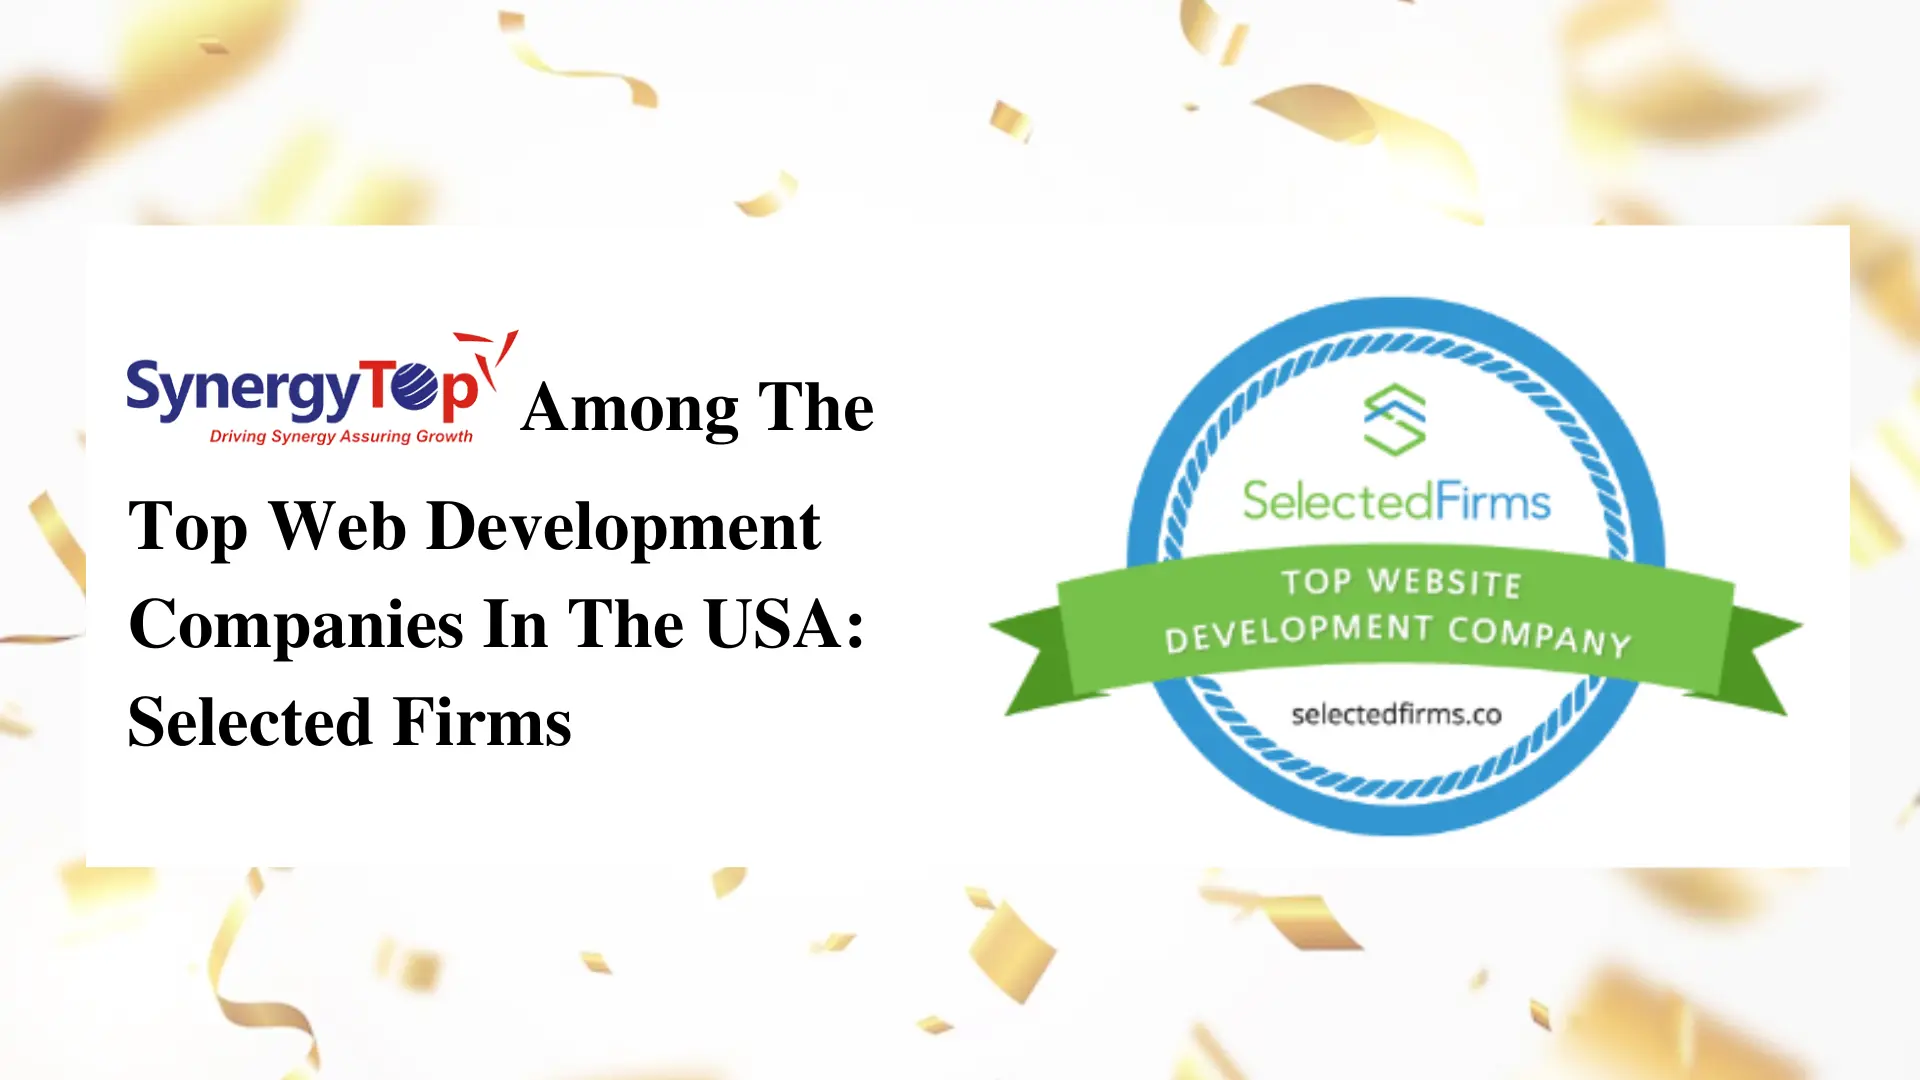 SynergyTop Among The
Driving Synergy Assuring Growth
Top Web Development
Companies In The USA:
Selected Firms
SelectedFirms
TOP WEBSITE
DEVELOPMENT COMPANY
selectedfirms.co